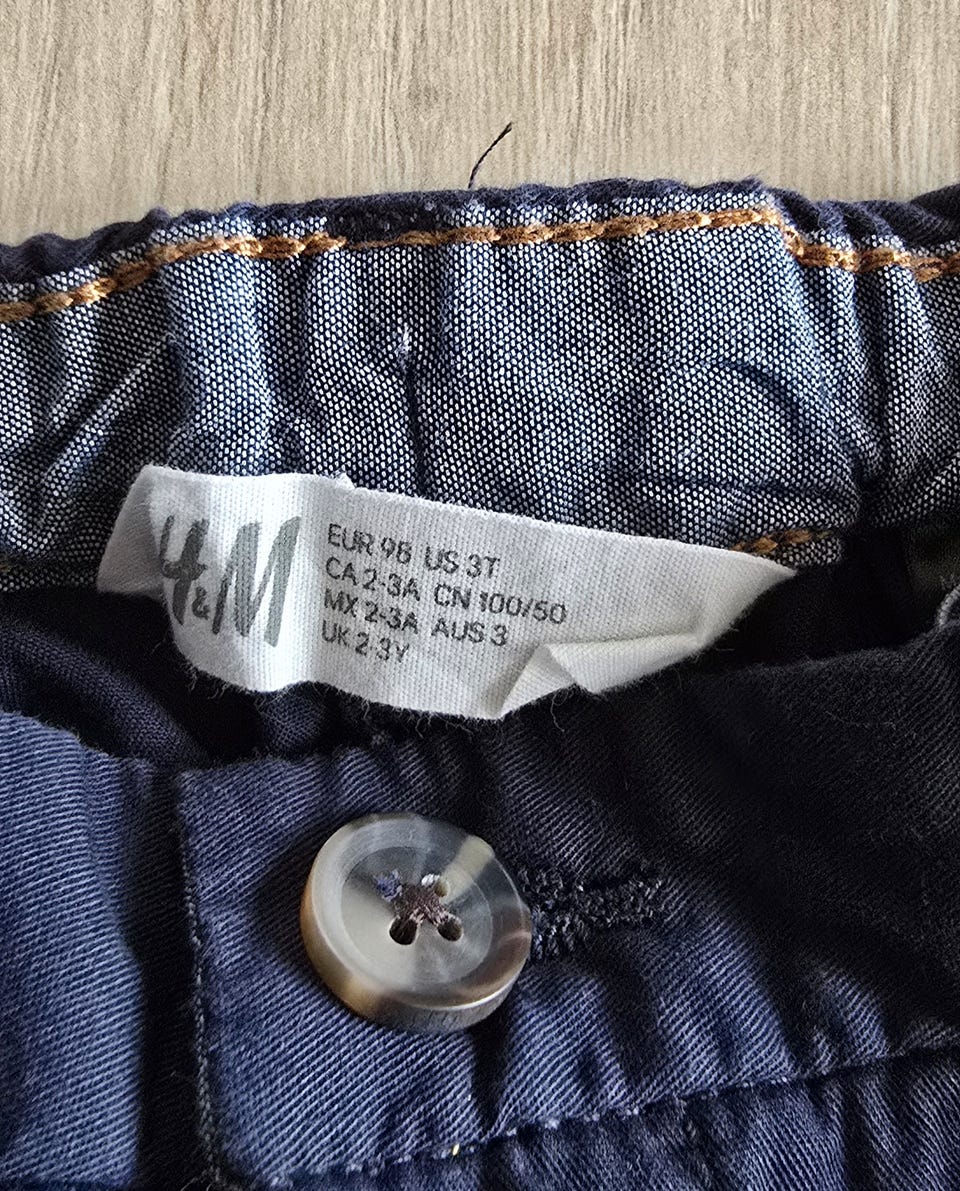 H&M
EUR 98 US 3T
CA 2-3A CN 100/50
MX 2-3A AUS 3
UK 2-3Y